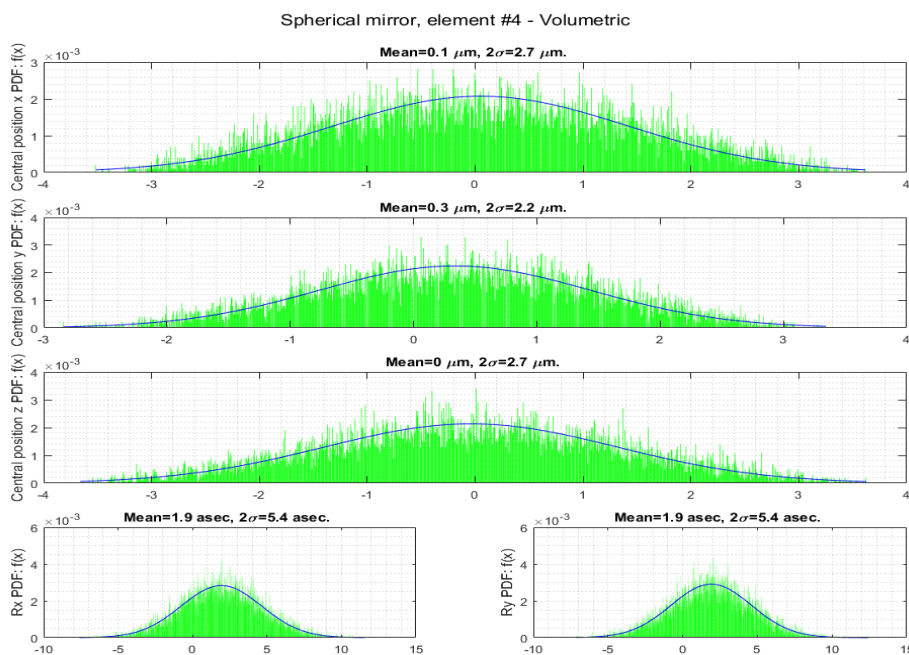 Spherical mirror, element #4 - Volumetric
Mean=0.1 μm, 2σ=2.7 μm.
×10⁻³
Central position x PDF: f(x)
3
2
1
0
-4 -3 -2 -1 0 1 2 3 4
Mean=0.3 μm, 2σ=2.2 μm.
×10⁻³
Central position y PDF: f(x)
4
3
2
1
0
-3 -2 -1 0 1 2 3 4
Mean=0 μm, 2σ=2.7 μm.
×10⁻³
Central position z PDF: f(x)
4
3
2
1
0
-4 -3 -2 -1 0 1 2 3 4
Mean=1.9 asec, 2σ=5.4 asec.
×10⁻³
Rx PDF: f(x)
6
4
2
0
-10 -5 0 5 10 15
Mean=1.9 asec, 2σ=5.4 asec.
×10⁻³
Ry PDF: f(x)
6
4
2
0
-10 -5 0 5 10 15